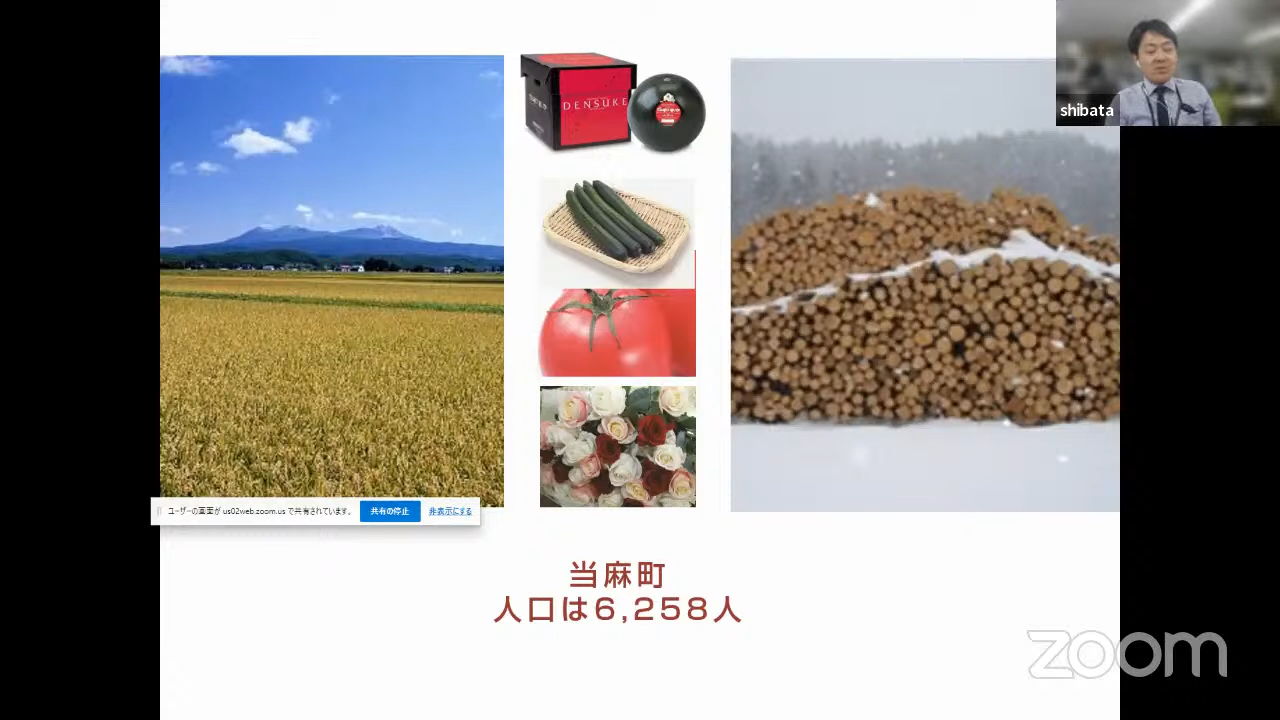 DENSUKE
shibata
ユーザーの画面が us02web.zoom.us で共有されています。
共有の停止
非表示にする
当麻町
人口は6,258人
zoom